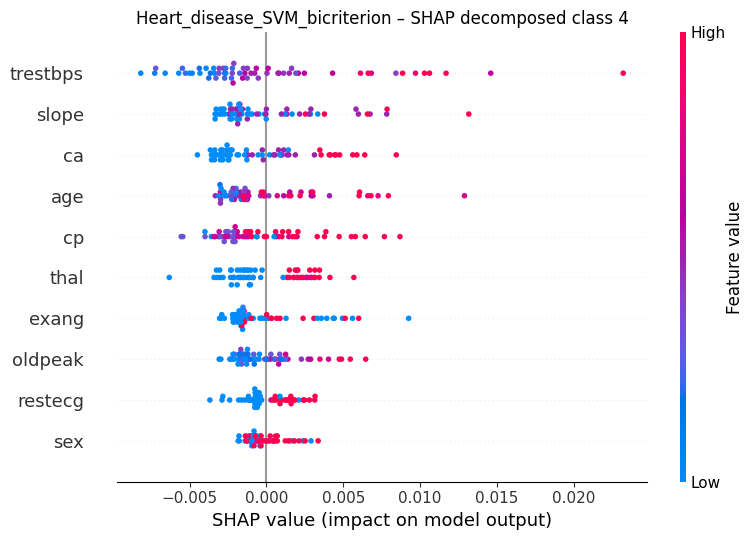 Heart_disease_SVM_bicriterion – SHAP decomposed class 4
High
trestbps
slope
ca
age
cp
thal
exang
oldpeak
restecg
sex
Feature value
Low
−0.005 0.000 0.005 0.010 0.015 0.020
SHAP value (impact on model output)